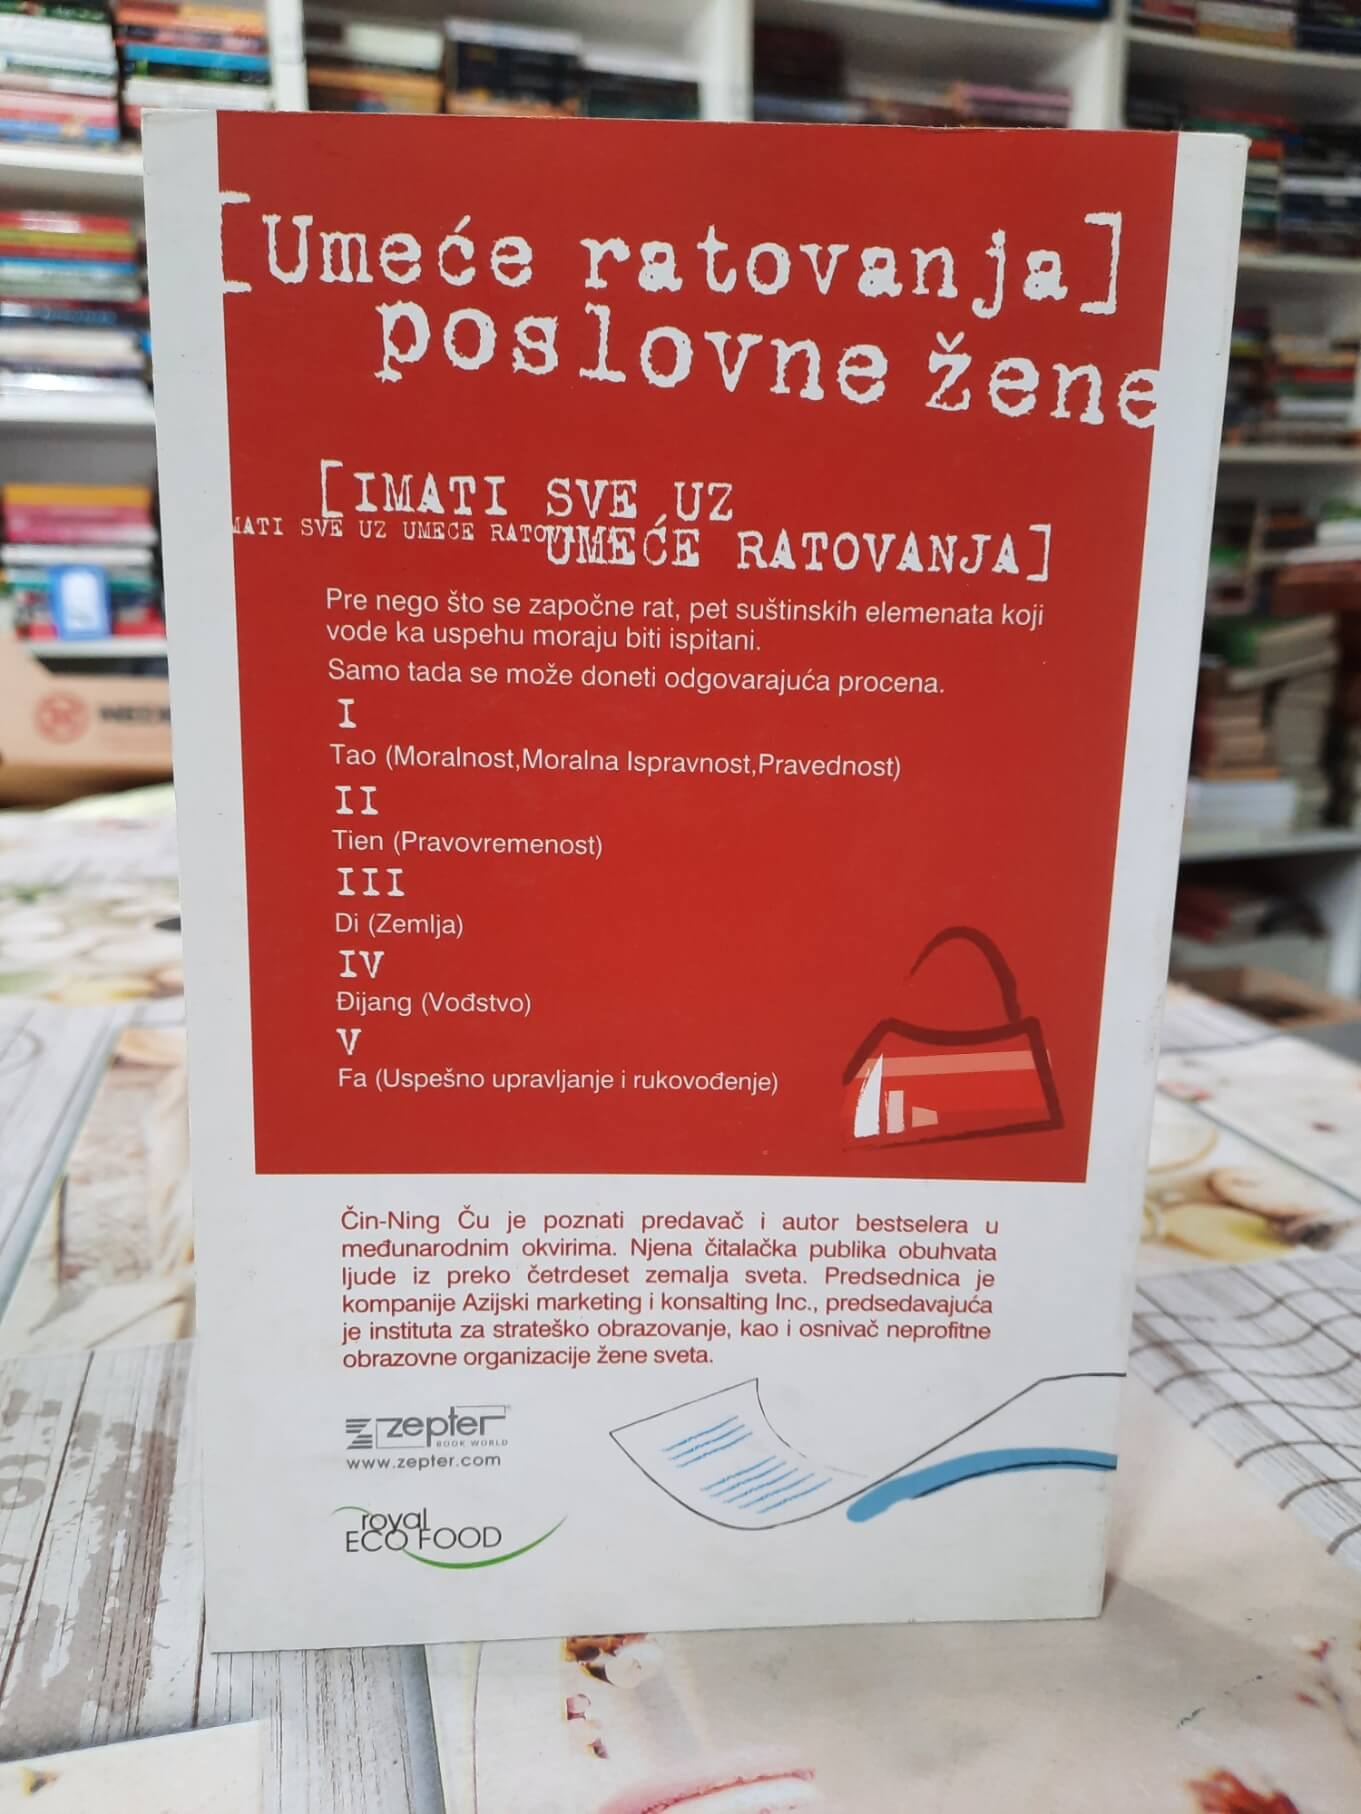 [Umeće ratovanja]
poslovne žene
[IMATI SVE UZ
MATI SVE UZ UMEĆE RATOV
UMEĆE RATOVANJA]
Pre nego što se započne rat, pet suštinskih elemenata koji
vode ka uspehu moraju biti ispitani.
Samo tada se može doneti odgovarajuća procena.
I
Tao (Moralnost,Moralna Ispravnost,Pravednost)
II
Tien (Pravovremenost)
III
Di (Zemlja)
IV
Đijang (Vođstvo)
V
Fa (Uspešno upravljanje i rukovođenje)
Čin-Ning Ču je poznati predavač i autor bestselera u
međunarodnim okvirima. Njena čitalačka publika obuhvata
ljude iz preko četrdeset zemalja sveta. Predsednica je
kompanije Azijski marketing i konsalting Inc., predsedavajuća
je instituta za strateško obrazovanje, kao i osnivač neprofitne
obrazovne organizacije žene sveta.
zepter
BOOK WORLD
www.zepter.com
royal
ECO FOOD